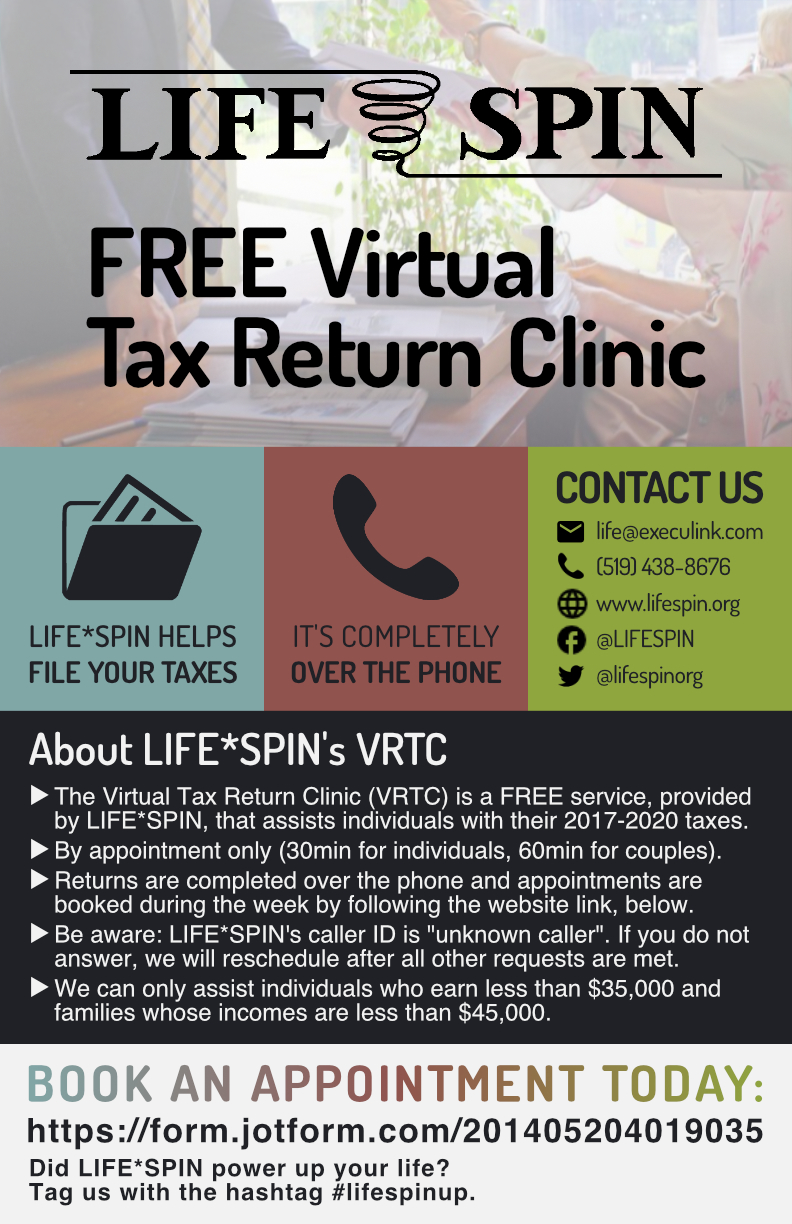 LIFE SPIN
FREE Virtual
Tax Return Clinic
LIFE*SPIN HELPS
FILE YOUR TAXES
IT'S COMPLETELY
OVER THE PHONE
CONTACT US
life@execulink.com
(519) 438-8676
www.lifespin.org
@LIFESPIN
@lifespinorg
About LIFE*SPIN's VRTC
The Virtual Tax Return Clinic (VRTC) is a FREE service, provided
by LIFE*SPIN, that assists individuals with their 2017-2020 taxes.
By appointment only (30min for individuals, 60min for couples).
Returns are completed over the phone and appointments are
booked during the week by following the website link, below.
Be aware: LIFE*SPIN's caller ID is "unknown caller". If you do not
answer, we will reschedule after all other requests are met.
We can only assist individuals who earn less than $35,000 and
families whose incomes are less than $45,000.
BOOK AN APPOINTMENT TODAY:
https://form.jotform.com/201405204019035
Did LIFE*SPIN power up your life?
Tag us with the hashtag #lifespinup.